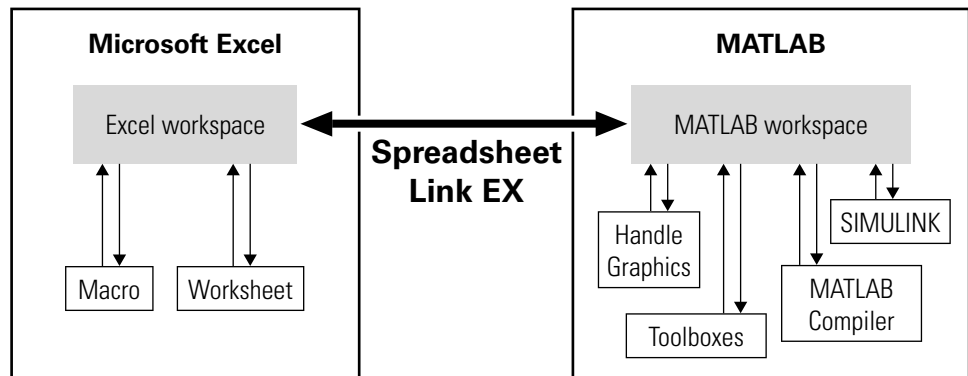 Microsoft Excel
MATLAB
Excel workspace
MATLAB workspace
Spreadsheet
Link EX
Macro
Worksheet
Handle
Graphics
Toolboxes
MATLAB
Compiler
SIMULINK